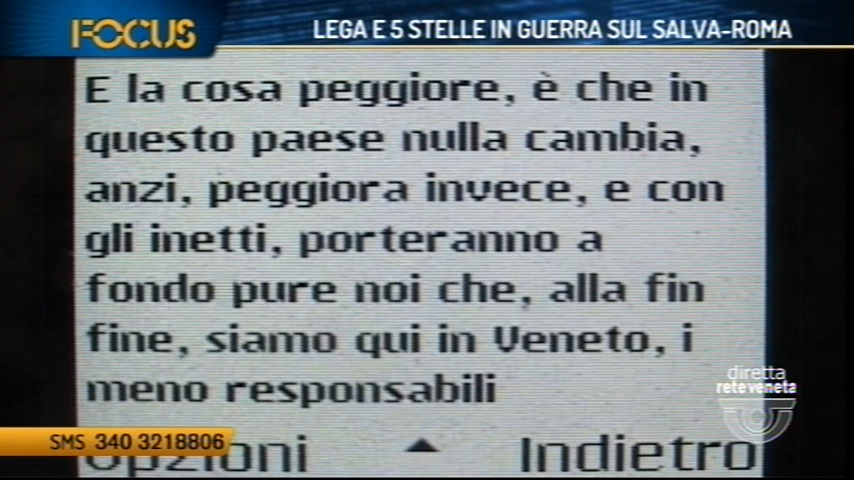 FOCUS
LEGA E 5 STELLE IN GUERRA SUL SALVA-ROMA
E la cosa peggiore, è che in
questo paese nulla cambia,
anzi, peggiora invece, e con
gli inetti, porteranno a
fondo pure noi che, alla fin
fine, siamo qui in Veneto, i
meno responsabili
diretta
reteveneta
SMS 340 3218806
Opzioni Indietro